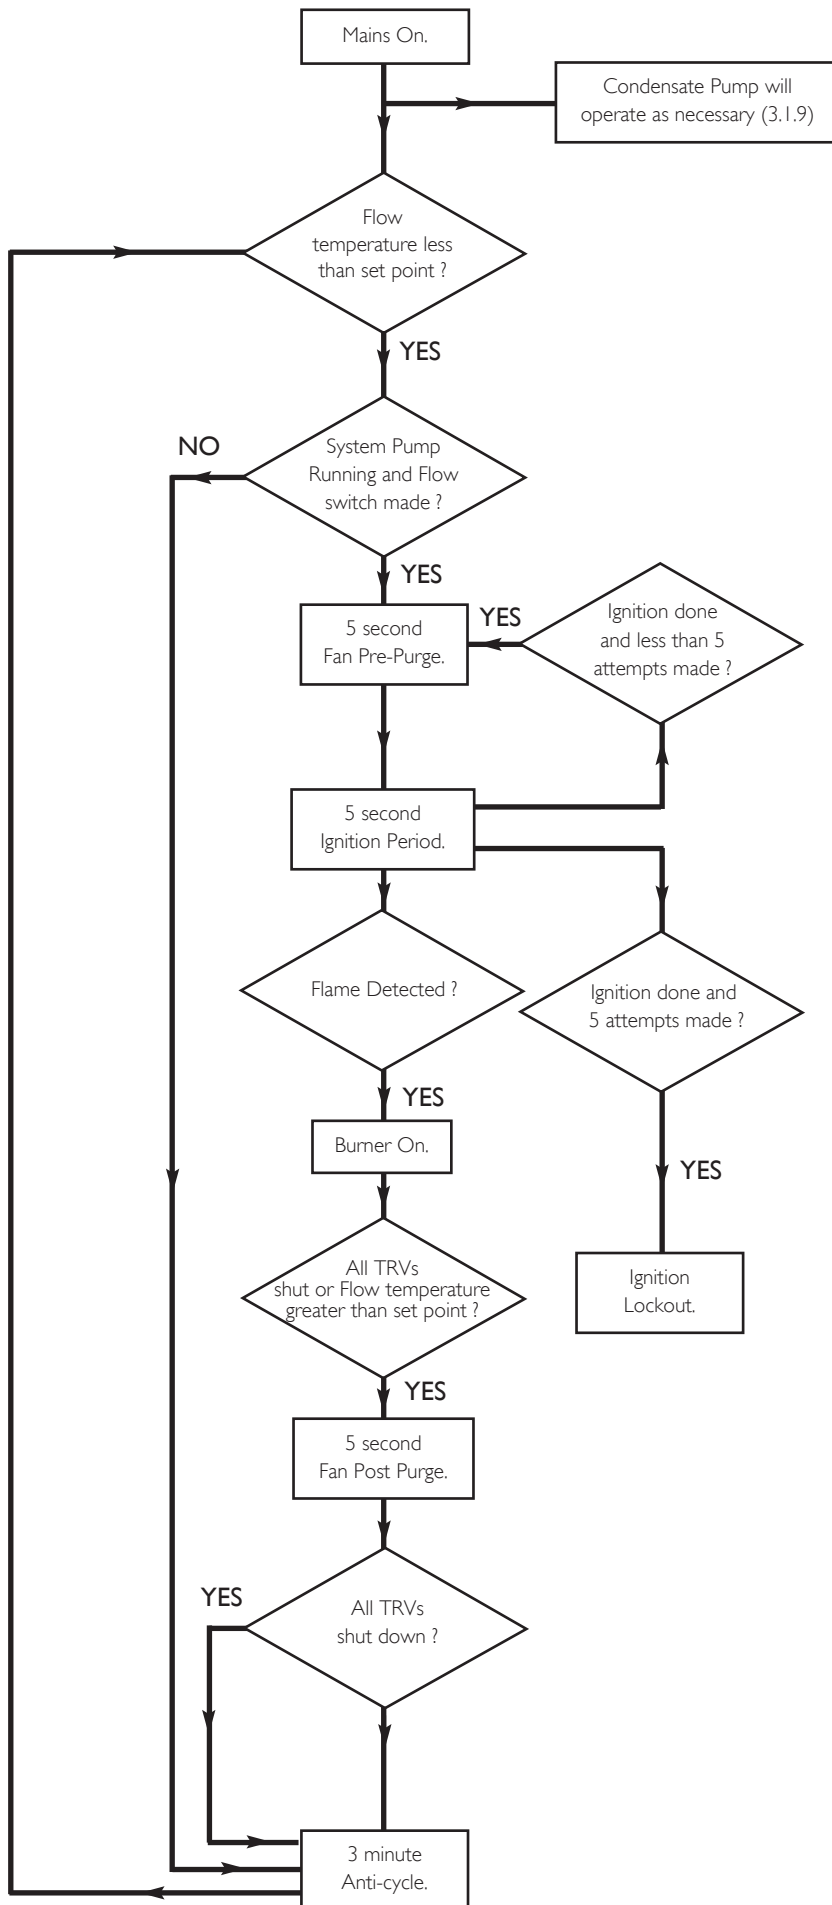 Mains On.
Condensate Pump will
operate as necessary (3.1.9)
Flow
temperature less
than set point ?
YES
NO
System Pump
Running and Flow
switch made ?
YES
YES
Ignition done
and less than 5
attempts made ?
5 second
Fan Pre-Purge.
5 second
Ignition Period.
Flame Detected ?
Ignition done and
5 attempts made ?
YES
Burner On.
YES
All TRVs
shut or Flow temperature
greater than set point ?
Ignition
Lockout.
YES
5 second
Fan Post Purge.
YES
All TRVs
shut down ?
3 minute
Anti-cycle.